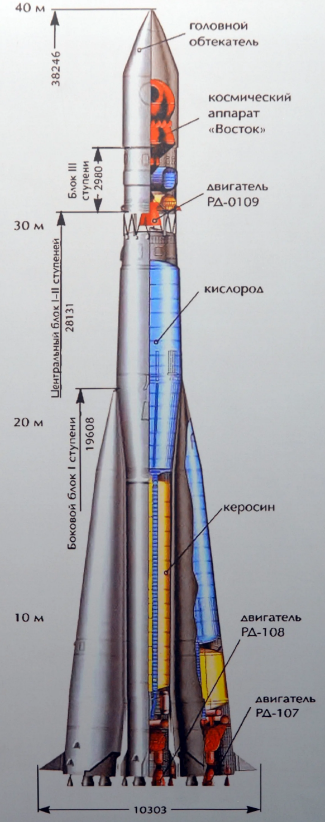 40 м
38246
головной
обтекатель
космический
аппарат
«Восток»
Блок III
ступени
2980
двигатель
РД-0109
30 м
Центральный блок I–II ступеней
28131
кислород
20 м
Боковой блок I ступени
19608
керосин
10 м
двигатель
РД-108
двигатель
РД-107
10303